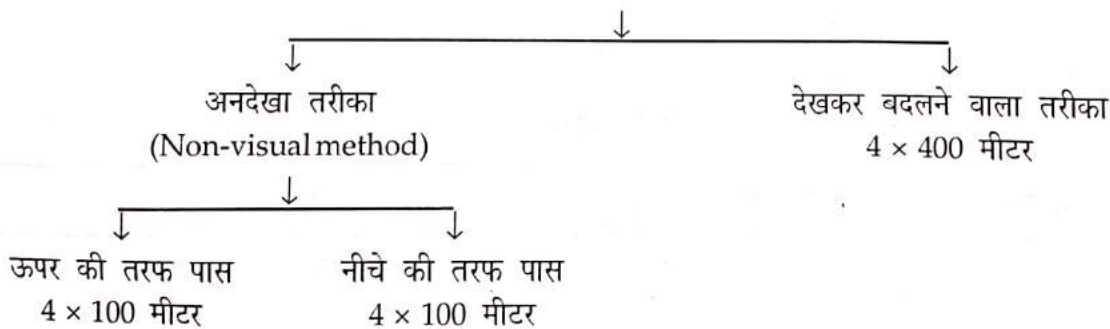 अनदेखा तरीका
(Non-visual method)
देखकर बदलने वाला तरीका
4 × 400 मीटर
ऊपर की तरफ पास
4 × 100 मीटर
नीचे की तरफ पास
4 × 100 मीटर